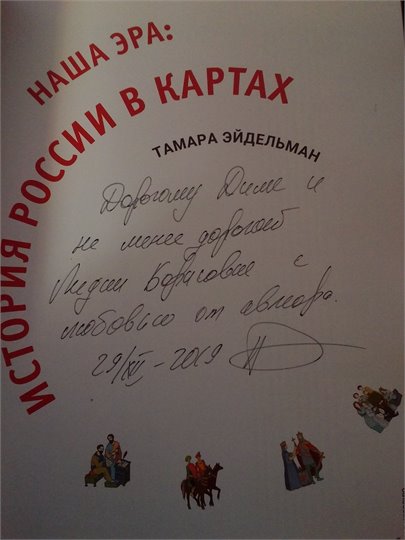 НАША ЭРА:
ИСТОРИЯ РОССИИ В КАРТАХ
ТАМАРА ЭЙДЕЛЬМАН
Дорогому Диме и
не менее дорогой
Лидии Борисовне с
любовью от автора.
29/XII-2019